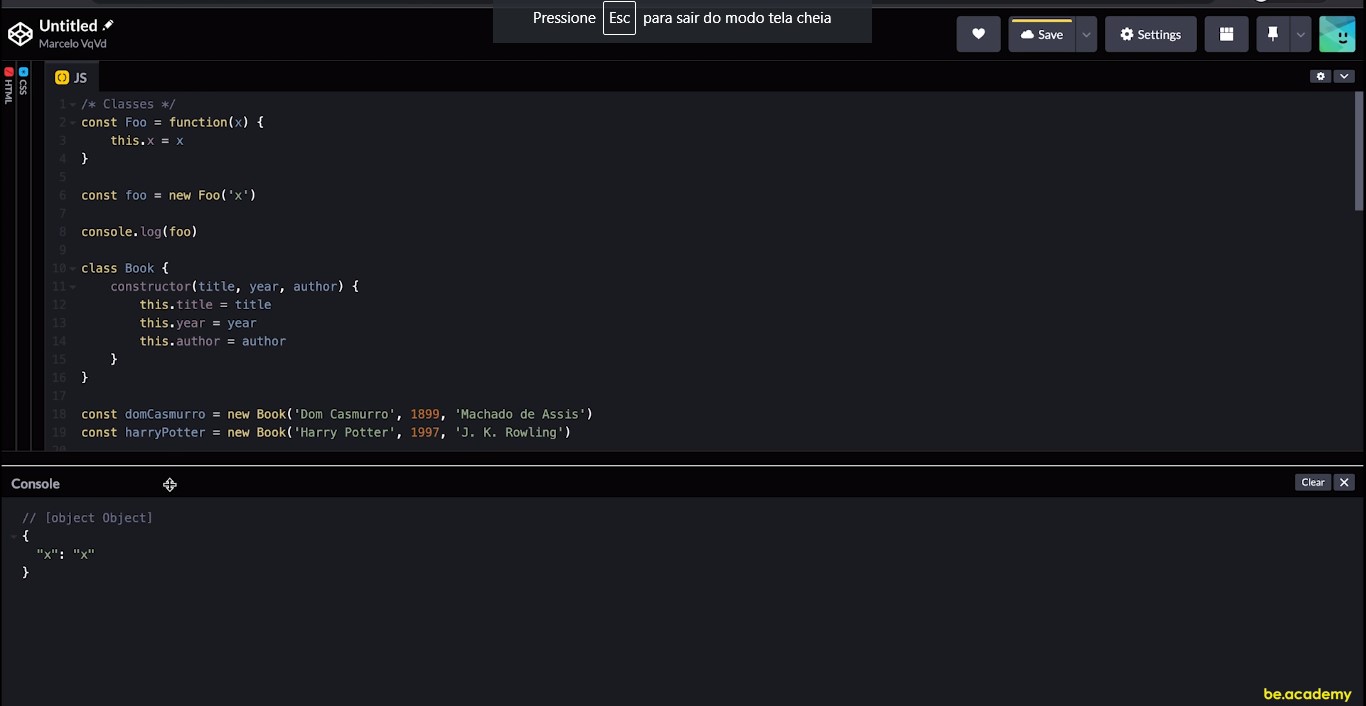 Untitled
Marcelo VqVd
Pressione Esc para sair do modo tela cheia
Save
Settings
HTML
CSS
JS
1 /* Classes */
2 const Foo = function(x) {
3 this.x = x
4 }
5
6 const foo = new Foo('x')
7
8 console.log(foo)
9
10 class Book {
11 constructor(title, year, author) {
12 this.title = title
13 this.year = year
14 this.author = author
15 }
16 }
17
18 const domCasmurro = new Book('Dom Casmurro', 1899, 'Machado de Assis')
19 const harryPotter = new Book('Harry Potter', 1997, 'J. K. Rowling')
20
Console
Clear
// [object Object]
{
"x": "x"
}
be.academy